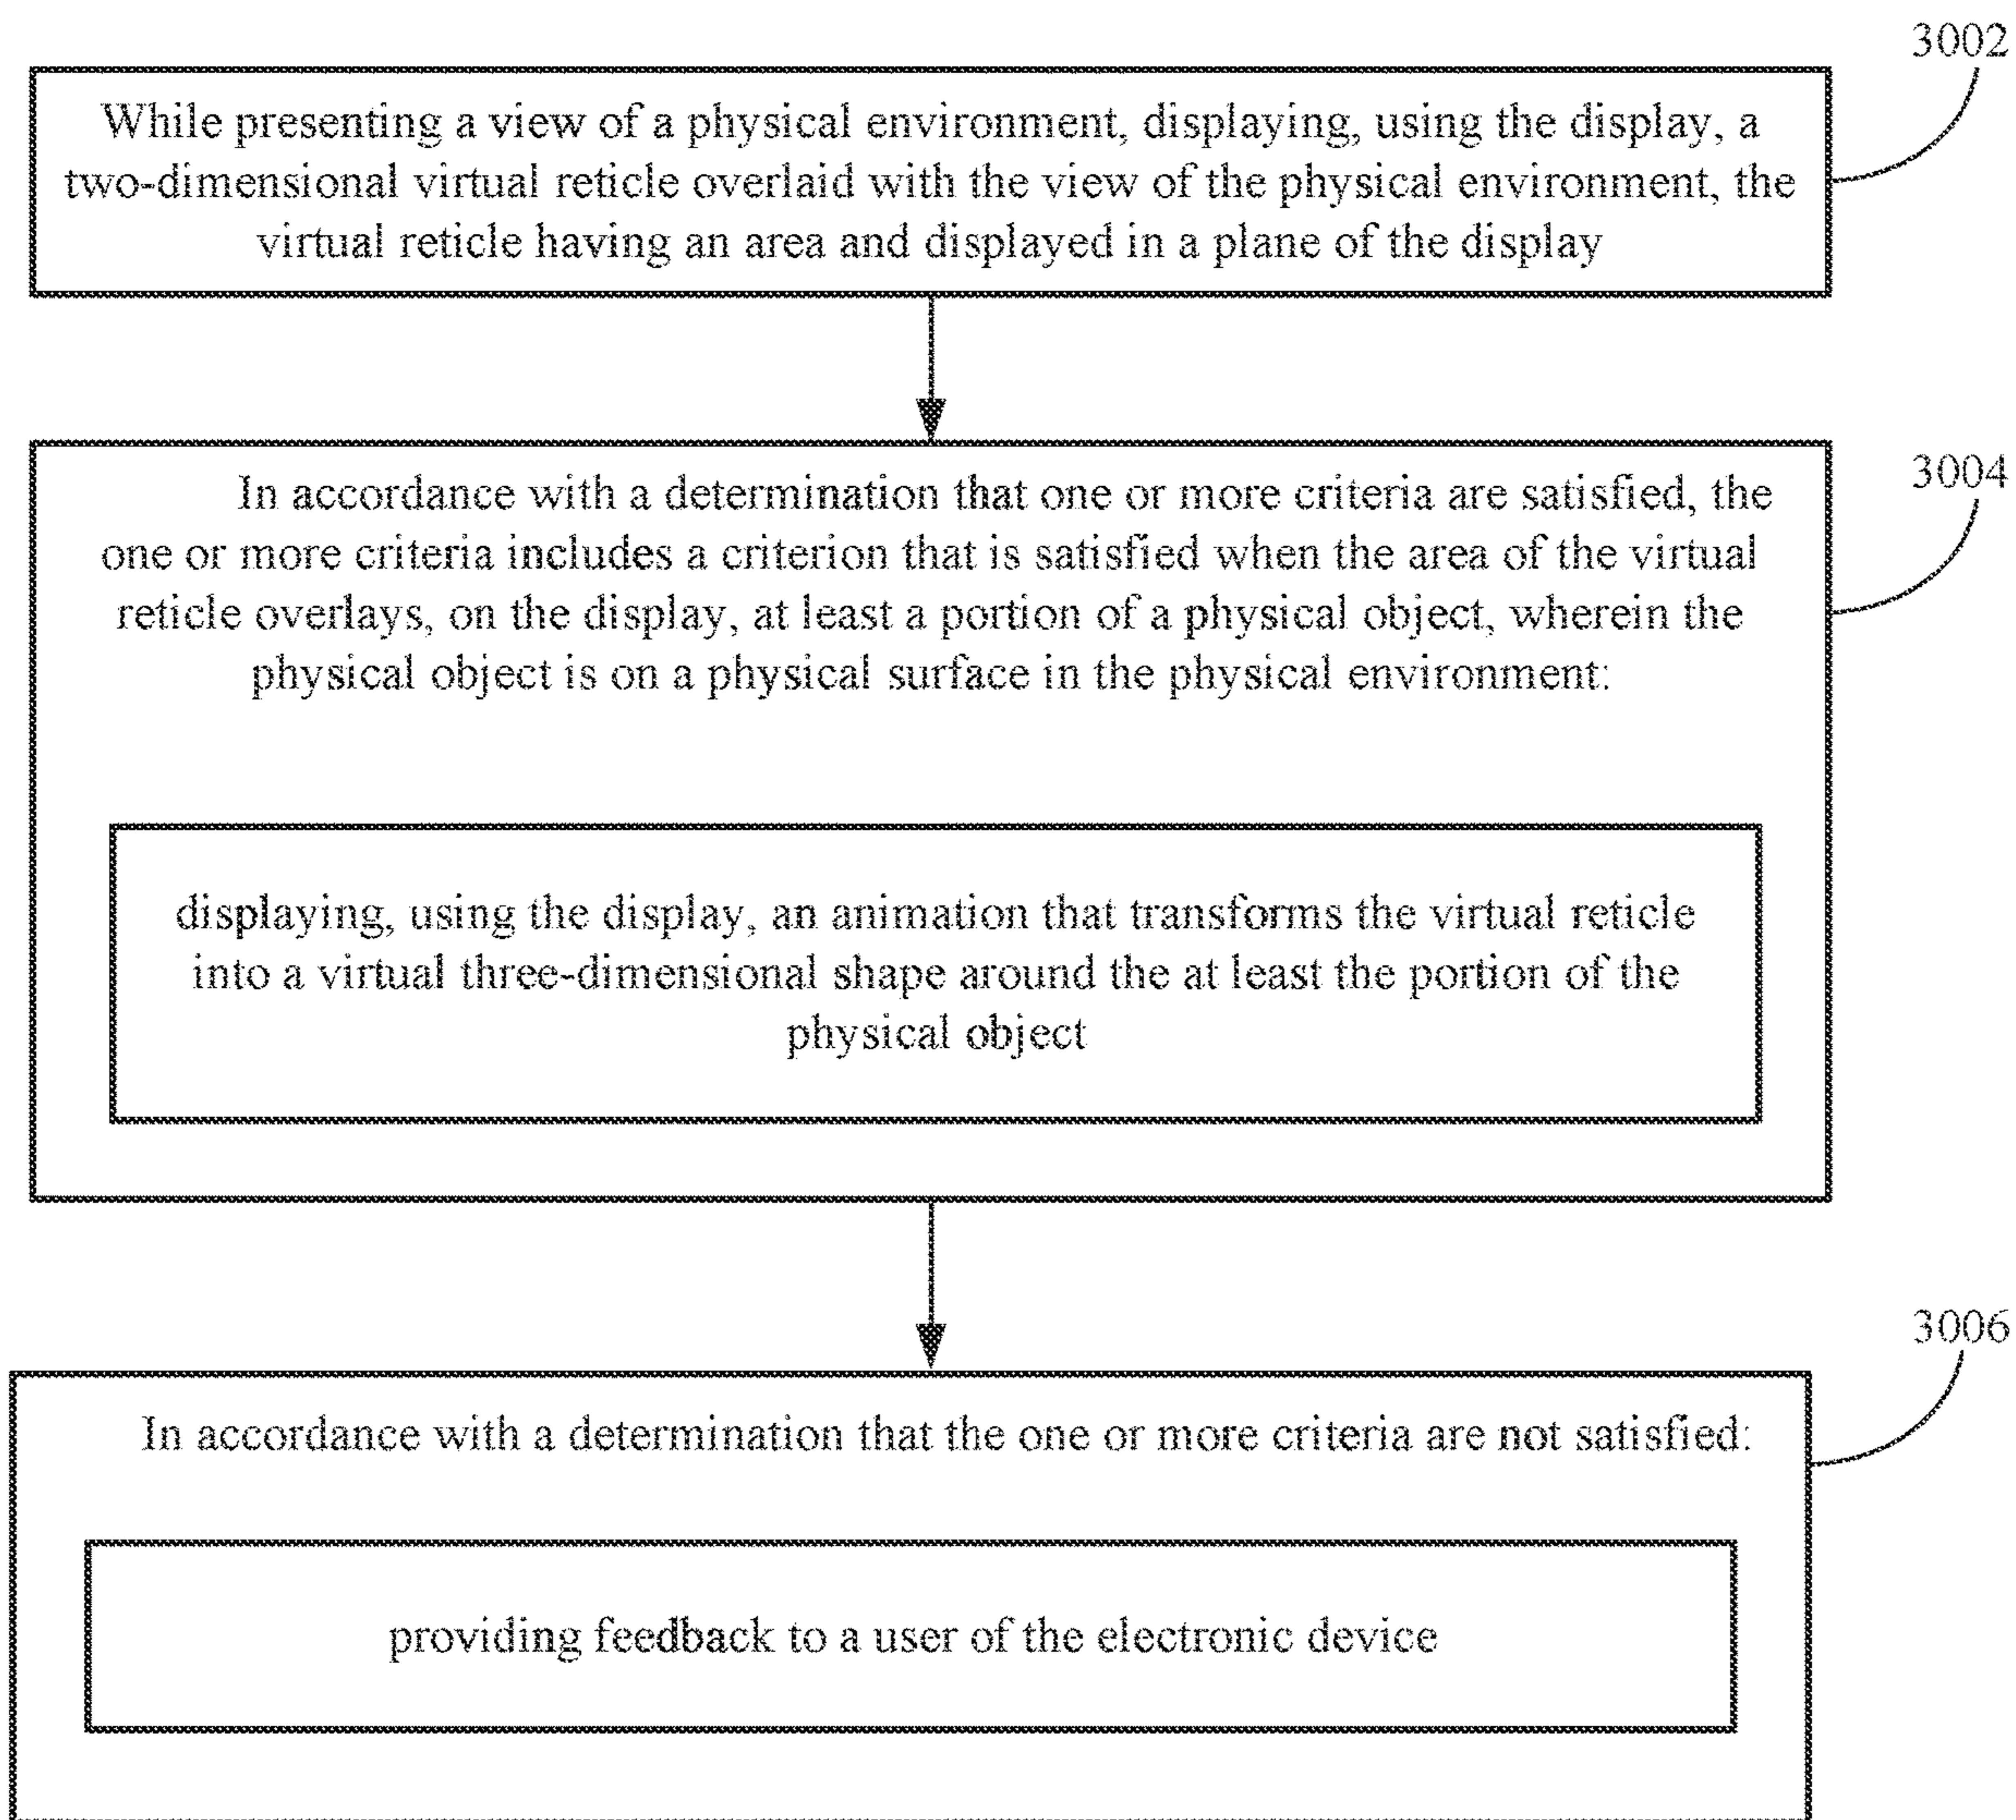 3002
While presenting a view of a physical environment, displaying, using the display, a
two-dimensional virtual reticle overlaid with the view of the physical environment, the
virtual reticle having an area and displayed in a plane of the display
3004
In accordance with a determination that one or more criteria are satisfied, the
one or more criteria includes a criterion that is satisfied when the area of the virtual
reticle overlays, on the display, at least a portion of a physical object, wherein the
physical object is on a physical surface in the physical environment:
displaying, using the display, an animation that transforms the virtual reticle
into a virtual three-dimensional shape around the at least the portion of the
physical object
3006
In accordance with a determination that the one or more criteria are not satisfied:
providing feedback to a user of the electronic device